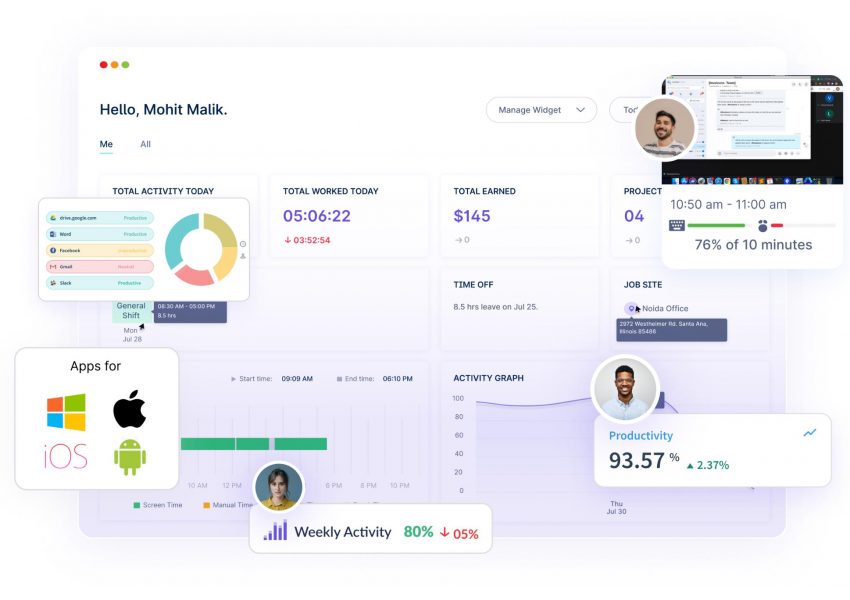 Hello, Mohit Malik.
Manage Widget
Me
All
10:50 am - 11:00 am
76% of 10 minutes
TOTAL ACTIVITY TODAY
TOTAL WORKED TODAY
05:06:22
↓ 03:52:54
TOTAL EARNED
$145
→ 0
PROJECT
04
→ 0
drive.google.com Productive
Word Productive
Facebook Unproductive
Gmail Neutral
Slack Productive
General
Shift
08:30 AM - 05:00 PM
8.5 hrs
Mon
Jul 28
TIME OFF
8.5 hrs leave on Jul 25.
JOB SITE
Noida Office
2972 Westheimer Rd. Santa Ana,
Illinois 85486
Apps for
iOS
Start time: 09:09 AM
End time: 06:10 PM
10 AM 12 PM 6 PM 8 PM 10 PM
Screen Time
Manual Time
ACTIVITY GRAPH
100
80
60
40
20
0
Thu
Jul 30
Productivity
93.57 % ▲ 2.37%
Weekly Activity 80% ↓ 05%